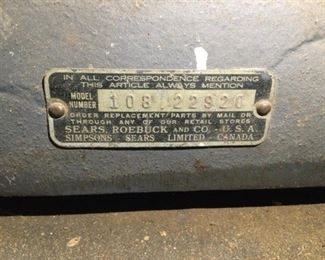 IN ALL CORRESPONDENCE REGARDING
THIS ARTICLE ALWAYS MENTION
MODEL
NUMBER 108.22920
ORDER REPLACEMENT PARTS BY MAIL OR
THROUGH ANY OF OUR RETAIL STORES
SEARS, ROEBUCK AND CO. - U.S.A.
SIMPSONS - SEARS LIMITED - CANADA